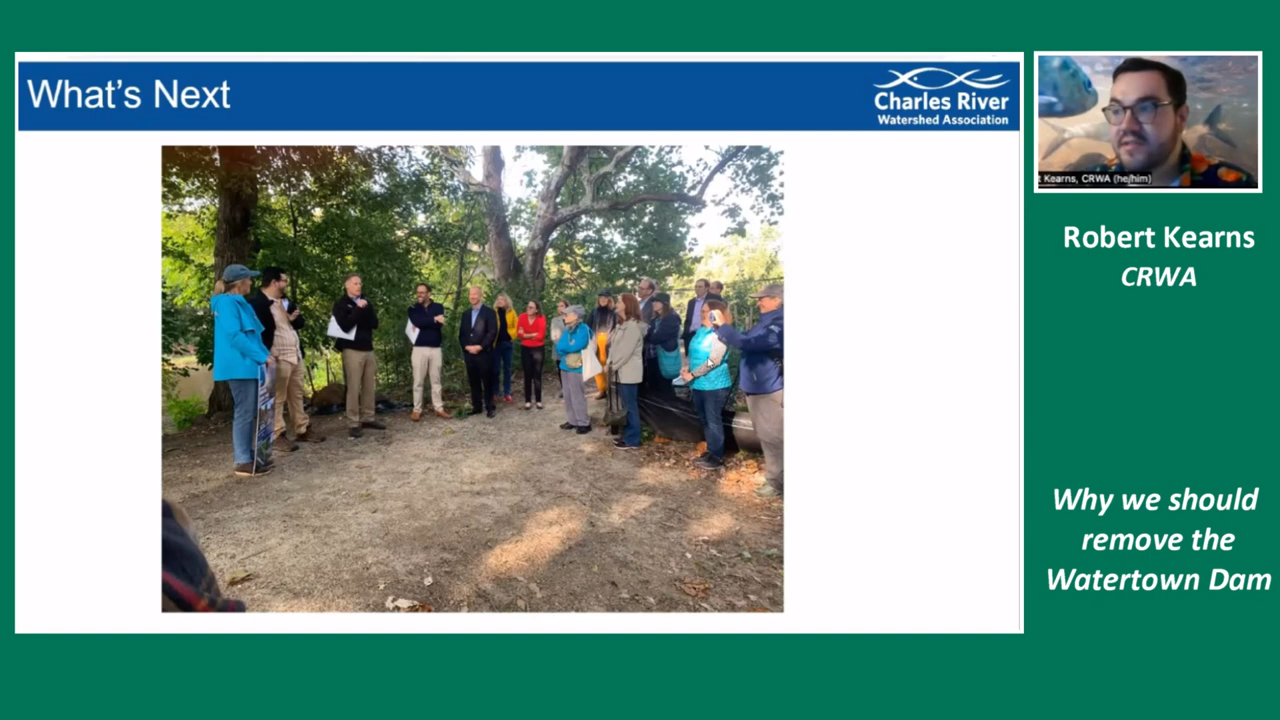 What's Next
Charles River
Watershed Association
t Kearns, CRWA (he/him)
Robert Kearns
CRWA
Why we should
remove the
Watertown Dam